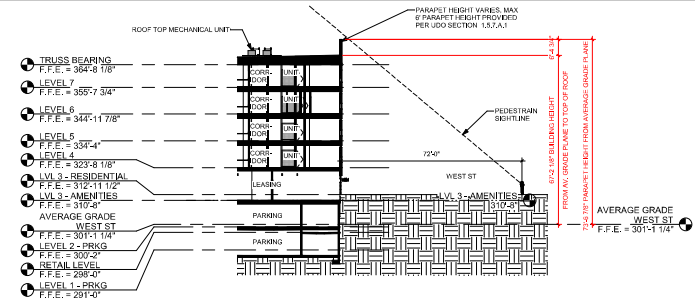 PARAPET HEIGHT VARIES. MAX
6' PARAPET HEIGHT PROVIDED
PER UDO SECTION 1.5.7.A.1
ROOF TOP MECHANICAL UNIT
TRUSS BEARING
F.F.E. = 364'-8 1/8"
LEVEL 7
F.F.E. = 355'-7 3/4"
LEVEL 6
F.F.E. = 344'-11 7/8"
LEVEL 5
F.F.E. = 334'-4"
LEVEL 4
F.F.E. = 323'-8 1/8"
LVL 3 - RESIDENTIAL
F.F.E. = 312'-11 1/2"
LVL 3 - AMENITIES
F.F.E. = 310'-8"
AVERAGE GRADE
WEST ST
F.F.E. = 301'-1 1/4"
LEVEL 2 - PRKG
F.F.E. = 300'-2"
RETAIL LEVEL
F.F.E. = 298'-0"
LEVEL 1 - PRKG
F.F.E. = 291'-0"
CORR-
DOR
UNIT
CORR-
DOR
UNIT
CORR-
DOR
UNIT
CORR-
DOR
UNIT
LEASING
PARKING
PARKING
PEDESTRAIN
SIGHTLINE
72'-0"
WEST ST
LVL 3 - AMENITIES
310'-8"
6'-4 3/4"
67'-2 1/8" BUILDING HEIGHT
FROM AV. GRADE PLANE TO TOP OF ROOF
73'-6 7/8" PARAPET HEIGHT FROM AVERAGE GRADE PLANE
AVERAGE GRADE
WEST ST
F.F.E. = 301'-1 1/4"